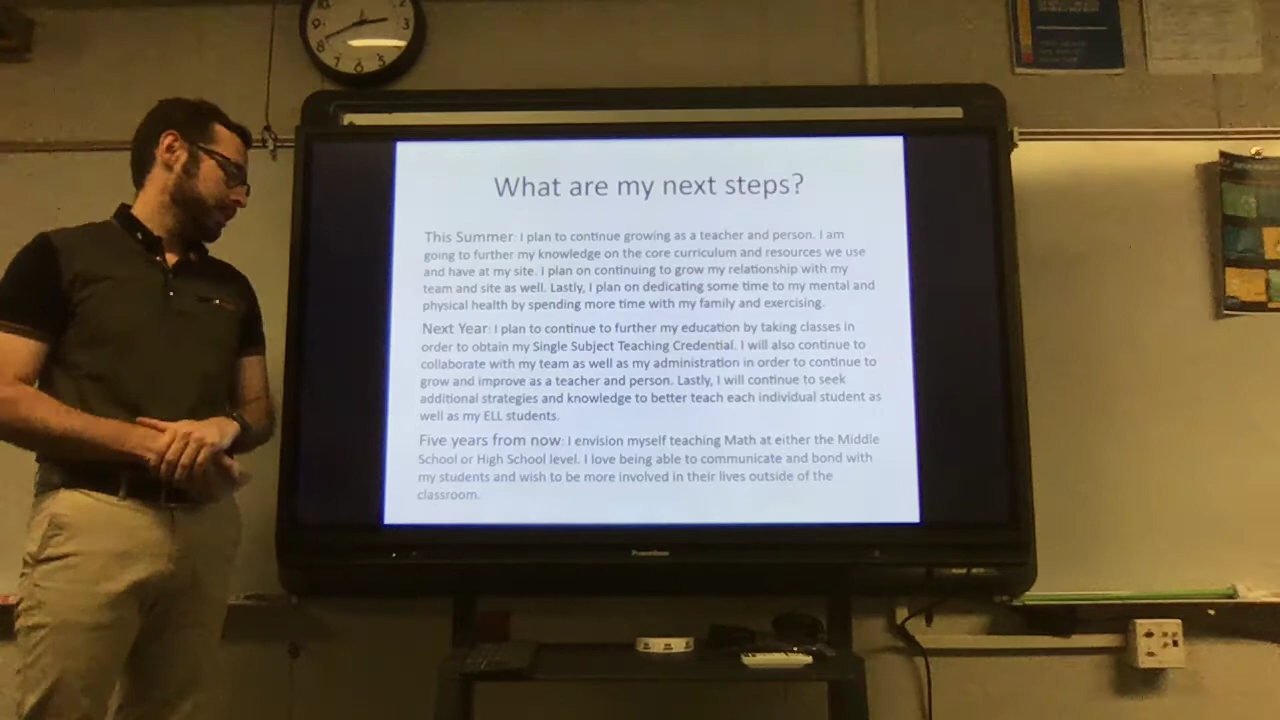 10 2
9 3
8
7 6 5
What are my next steps?
This Summer: I plan to continue growing as a teacher and person. I am
going to further my knowledge on the core curriculum and resources we use
and have at my site. I plan on continuing to grow my relationship with my
team and site as well. Lastly, I plan on dedicating some time to my mental and
physical health by spending more time with my family and exercising.
Next Year: I plan to continue to further my education by taking classes in
order to obtain my Single Subject Teaching Credential. I will also continue to
collaborate with my team as well as my administration in order to continue to
grow and improve as a teacher and person. Lastly, I will continue to seek
additional strategies and knowledge to better teach each individual student as
well as my ELL students.
Five years from now: I envision myself teaching Math at either the Middle
School or High School level. I love being able to communicate and bond with
my students and wish to be more involved in their lives outside of the
classroom.
Promethean